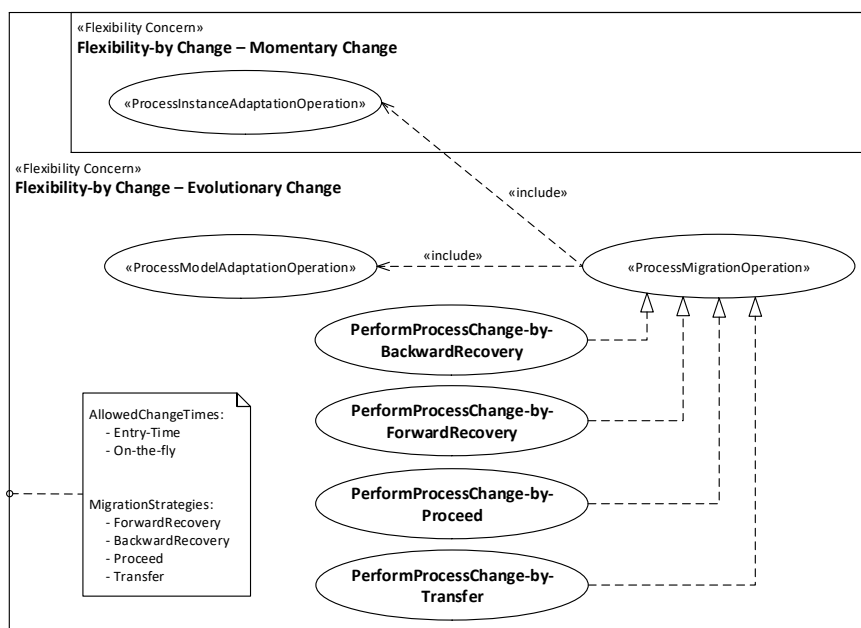 «Flexibility Concern»
Flexibility-by Change – Momentary Change
«ProcessInstanceAdaptationOperation»
«Flexibility Concern»
Flexibility-by Change – Evolutionary Change
«include»
«include»
«ProcessModelAdaptationOperation»
«ProcessMigrationOperation»
PerformProcessChange-by-
BackwardRecovery
PerformProcessChange-by-
ForwardRecovery
PerformProcessChange-by-
Proceed
PerformProcessChange-by-
Transfer
AllowedChangeTimes:
- Entry-Time
- On-the-fly
MigrationStrategies:
- ForwardRecovery
- BackwardRecovery
- Proceed
- Transfer